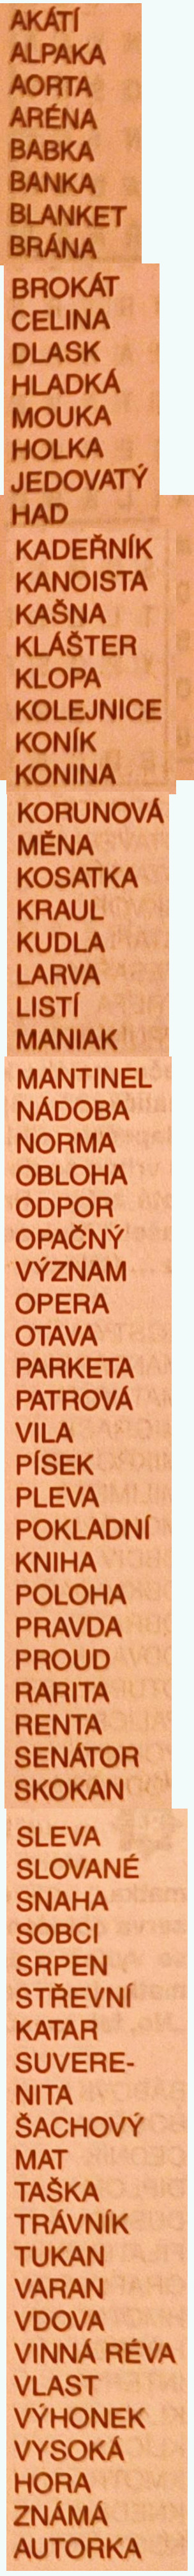 AKÁTÍ
ALPAKA
AORTA
ARÉNA
BABKA
BANKA
BLANKET
BRÁNA
BROKÁT
CELINA
DLASK
HLADKÁ
MOUKA
HOLKA
JEDOVATÝ
HAD
KADEŘNÍK
KANOISTA
KAŠNA
KLÁŠTER
KLOPA
KOLEJNICE
KONÍK
KONINA
KORUNOVÁ
MĚNA
KOSATKA
KRAUL
KUDLA
LARVA
LISTÍ
MANIAK
MANTINEL
NÁDOBA
NORMA
OBLOHA
ODPOR
OPAČNÝ
VÝZNAM
OPERA
OTAVA
PARKETA
PATROVÁ
VILA
PÍSEK
PLEVA
POKLADNÍ
KNIHA
POLOHA
PRAVDA
PROUD
RARITA
RENTA
SENÁTOR
SKOKAN
SLEVA
SLOVANÉ
SNAHA
SOBCI
SRPEN
STŘEVNÍ
KATAR
SUVERE-
NITA
ŠACHOVÝ
MAT
TAŠKA
TRÁVNÍK
TUKAN
VARAN
VDOVA
VINNÁ RÉVA
VLAST
VÝHONEK
VYSOKÁ
HORA
ZNÁMÁ
AUTORKA